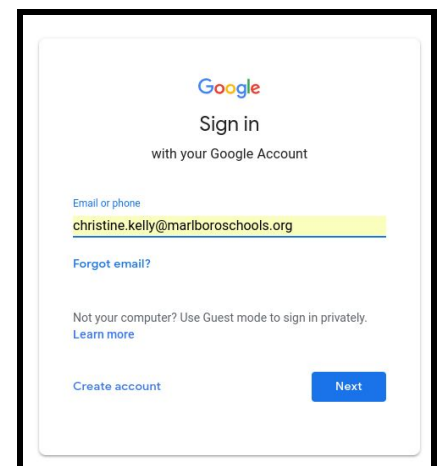 Google
Sign in
with your Google Account
Email or phone
christine.kelly@marlboroschools.org
Forgot email?
Not your computer? Use Guest mode to sign in privately.
Learn more
Create account
Next